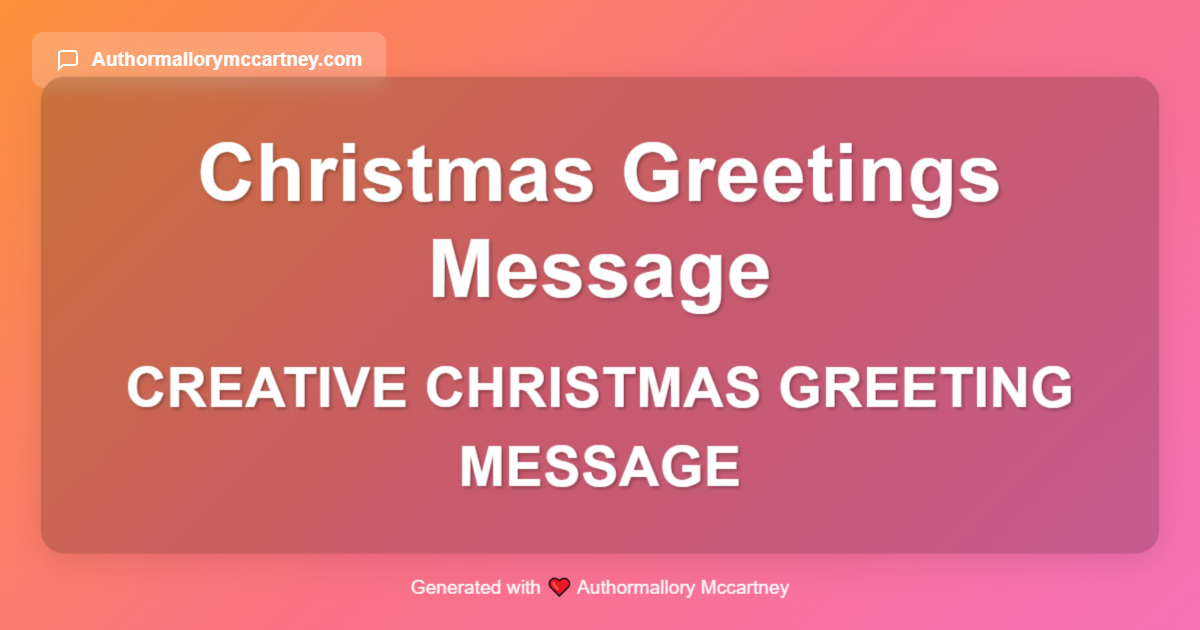 Authormallorymccartney.com
Christmas Greetings
Message
CREATIVE CHRISTMAS GREETING
MESSAGE
Generated with ❤️ Authormallory Mccartney